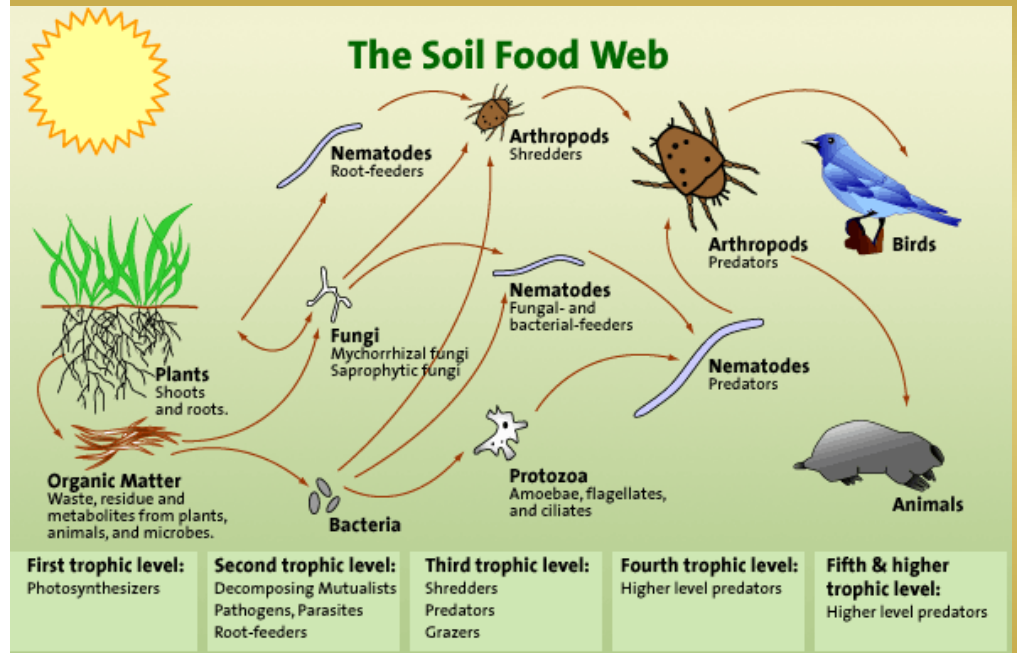 The Soil Food Web
Nematodes
Root-feeders
Arthropods
Shredders
Arthropods
Predators
Birds
Fungi
Mychorrhizal fungi
Saprophytic fungi
Nematodes
Fungal- and
bacterial-feeders
Nematodes
Predators
Plants
Shoots
and roots.
Organic Matter
Waste, residue and
metabolites from plants,
animals, and microbes.
Bacteria
Protozoa
Amoebae, flagellates,
and ciliates
Animals
First trophic level:
Photosynthesizers
Second trophic level:
Decomposing Mutualists
Pathogens, Parasites
Root-feeders
Third trophic level:
Shredders
Predators
Grazers
Fourth trophic level:
Higher level predators
Fifth & higher
trophic level:
Higher level predators